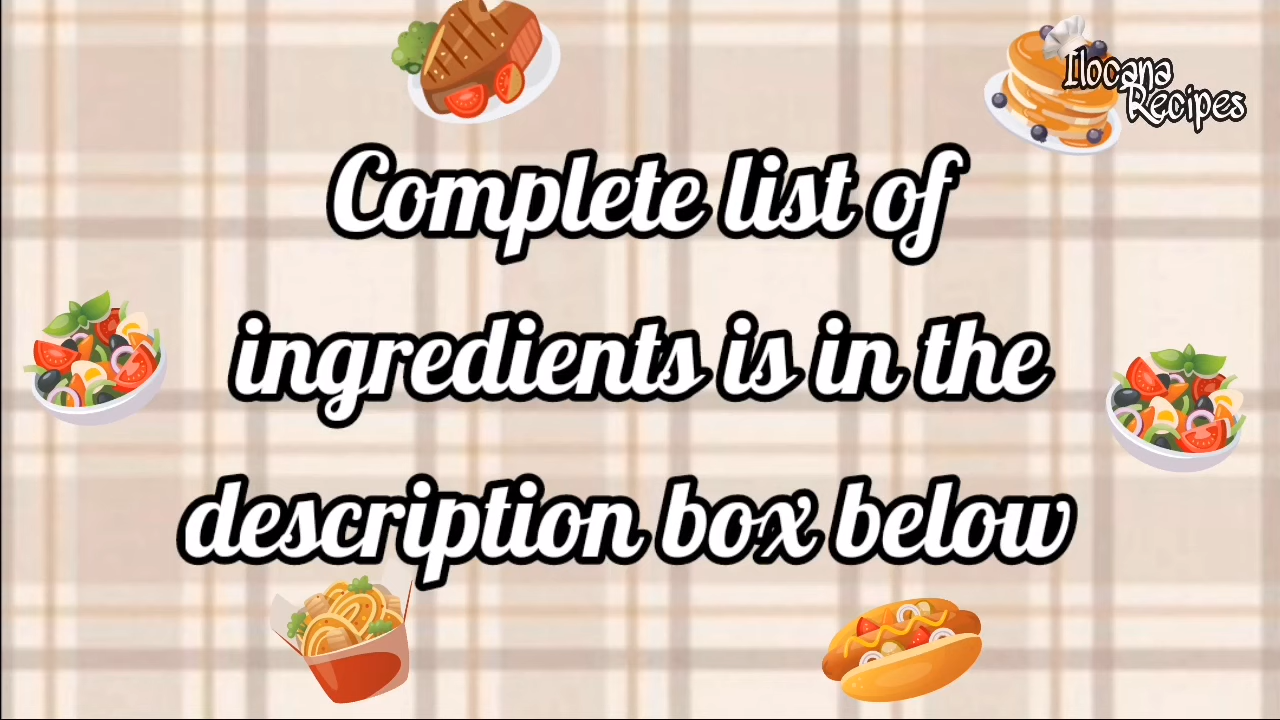 Ilocana
Recipes
Complete list of
ingredients is in the
description box below